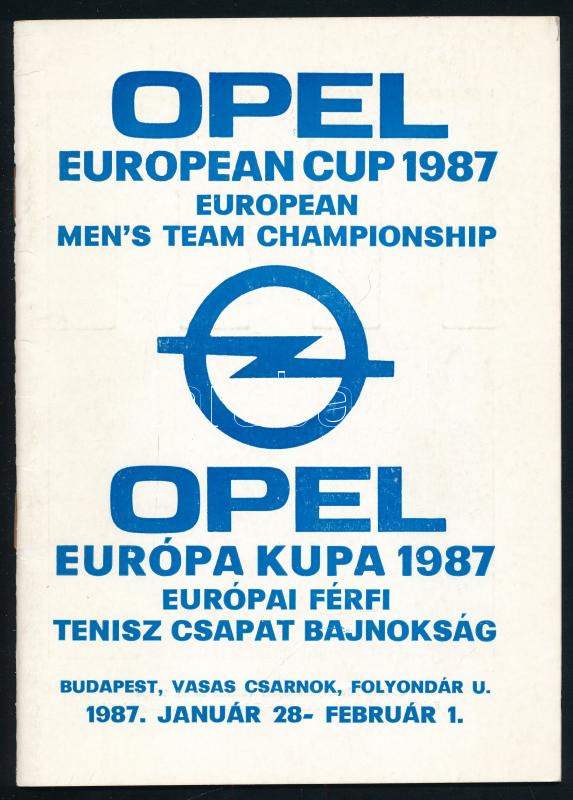 OPEL
EUROPEAN CUP 1987
EUROPEAN
MEN'S TEAM CHAMPIONSHIP
OPEL
EURÓPA KUPA 1987
EURÓPAI FÉRFI
TENISZ CSAPAT BAJNOKSÁG
BUDAPEST, VASAS CSARNOK, FOLYONDÁR U.
1987. JANUÁR 28- FEBRUÁR 1.